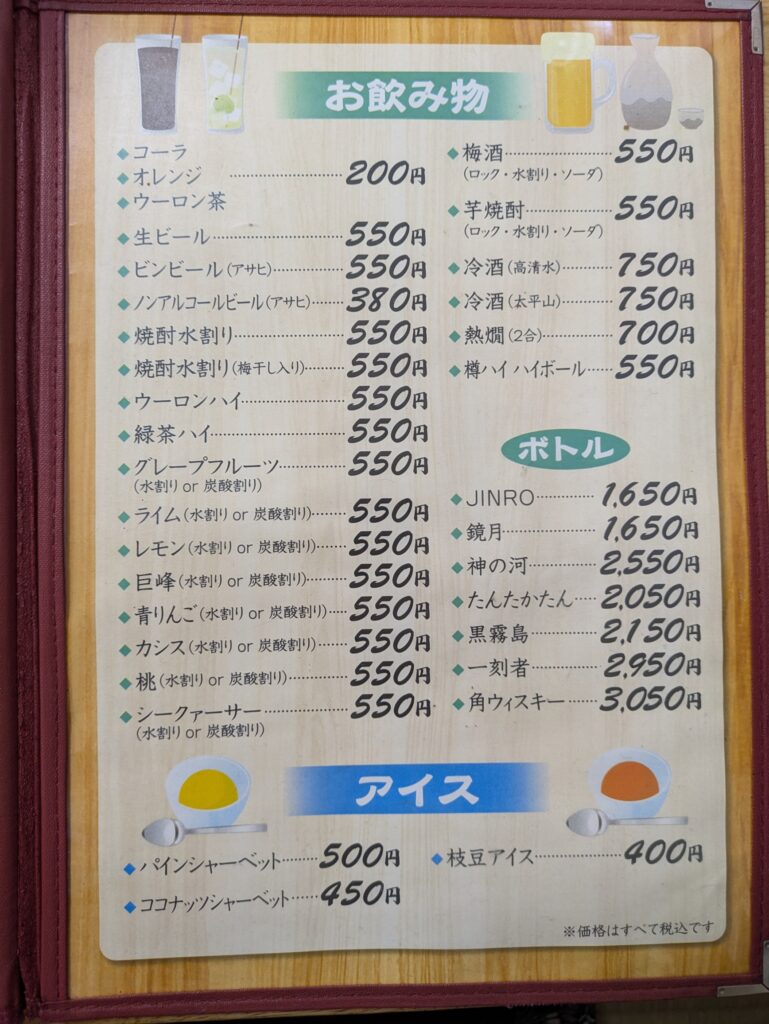 お飲み物
◆コーラ
◆オレンジ ………… 200円
◆ウーロン茶
◆生ビール ………… 550円
◆ビンビール(アサヒ) ………… 550円
◆ノンアルコールビール(アサヒ) …… 380円
◆焼酎水割り ………… 550円
◆焼酎水割り(梅干し入り) ……… 550円
◆ウーロンハイ ………… 550円
◆緑茶ハイ ………… 550円
◆グレープフルーツ ……… 550円
(水割り or 炭酸割り)
◆ライム(水割り or 炭酸割り) …… 550円
◆レモン(水割り or 炭酸割り) …… 550円
◆巨峰(水割り or 炭酸割り) ……… 550円
◆青りんご(水割り or 炭酸割り) … 550円
◆カシス(水割り or 炭酸割り) …… 550円
◆桃(水割り or 炭酸割り) ……… 550円
◆シークァーサー ………… 550円
(水割り or 炭酸割り)
◆梅酒 ………… 550円
(ロック・水割り・ソーダ)
◆芋焼酎 ………… 550円
(ロック・水割り・ソーダ)
◆冷酒(高清水) ……… 750円
◆冷酒(太平山) ……… 750円
◆熱燗(2合) ………… 700円
◆樽ハイ ハイボール …… 550円
ボトル
◆JINRO ……… 1,650円
◆鏡月 ………… 1,650円
◆神の河 ……… 2,550円
◆たんたかたん … 2,050円
◆黒霧島 ……… 2,150円
◆一刻者 ……… 2,950円
◆角ウィスキー …… 3,050円
アイス
◆パインシャーベット …… 500円
◆ココナッツシャーベット …… 450円
◆枝豆アイス ………… 400円
※価格はすべて税込です